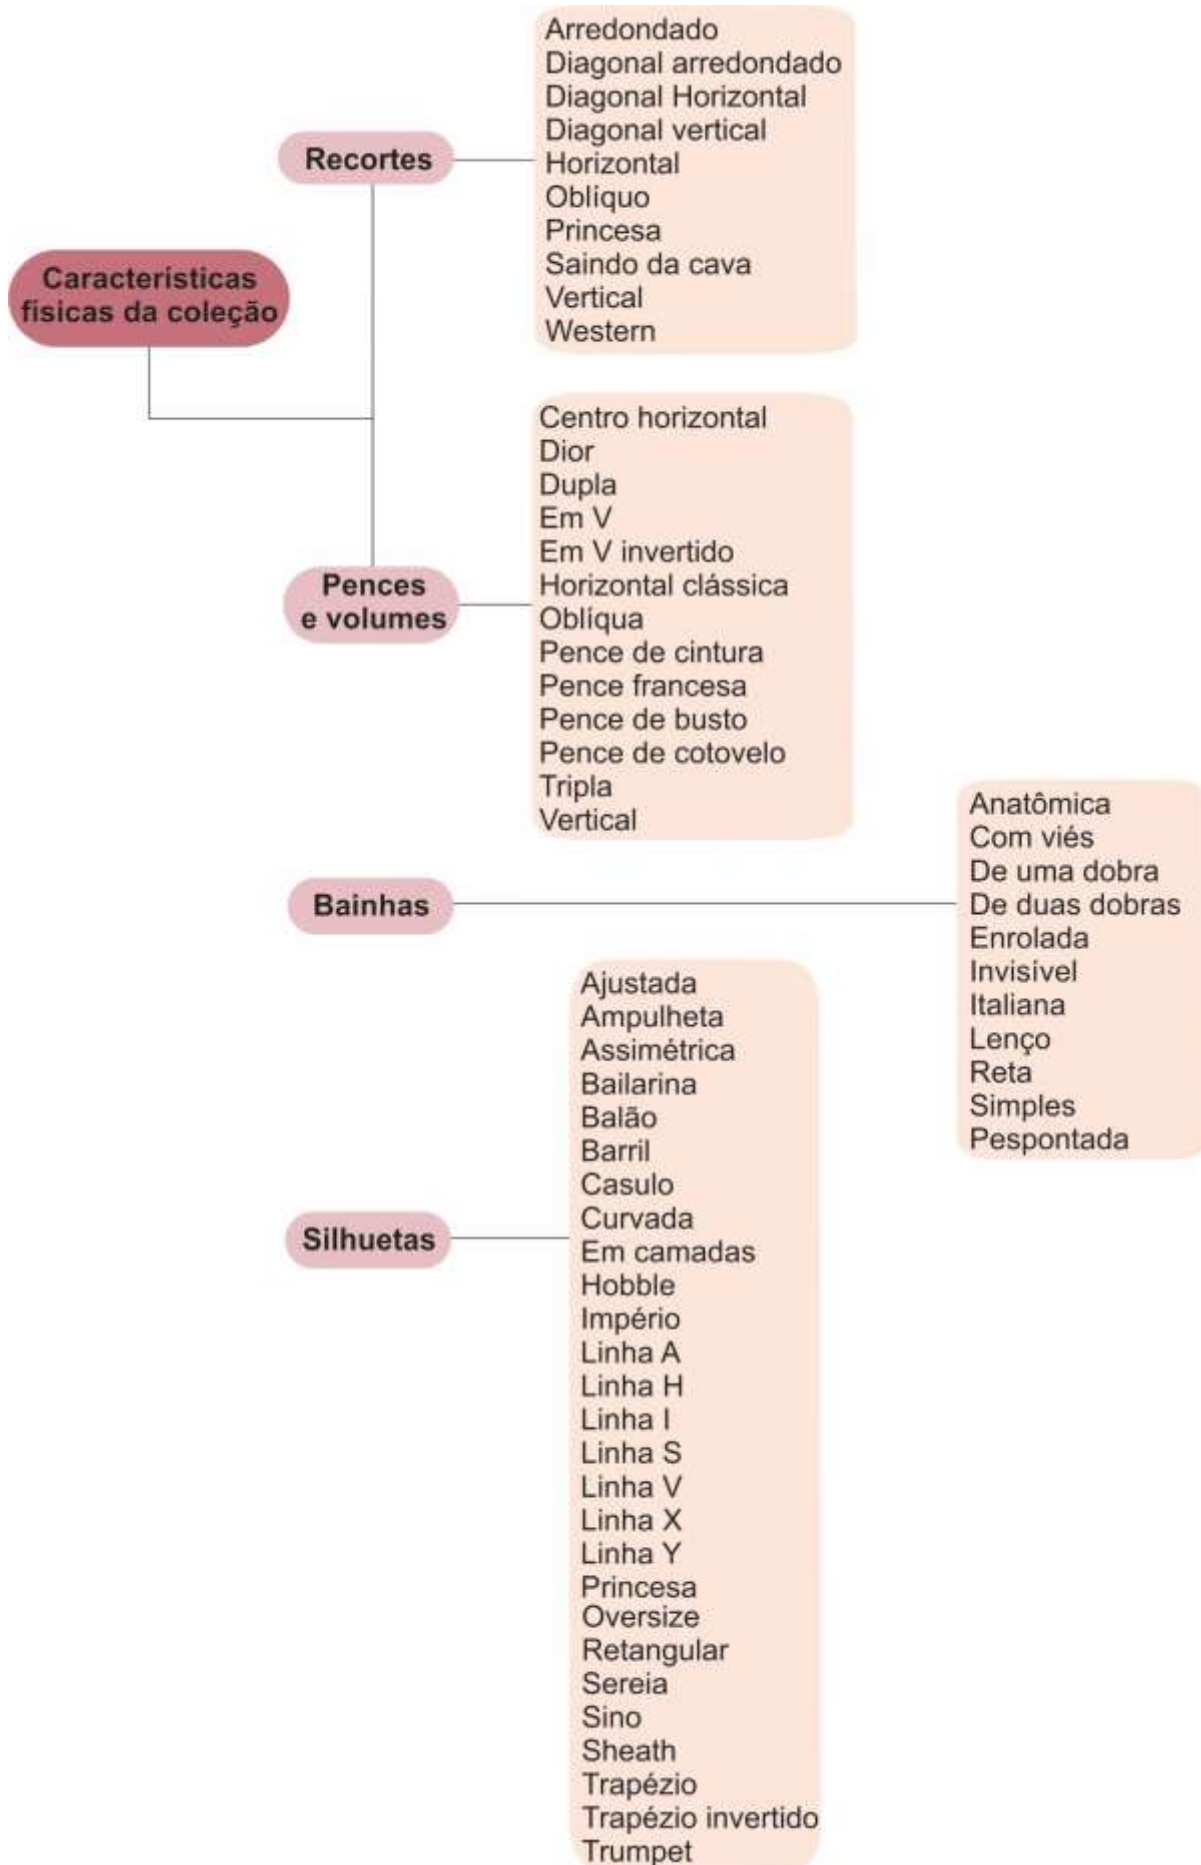 Características
físicas da coleção
Recortes
Arredondado
Diagonal arredondado
Diagonal Horizontal
Diagonal vertical
Horizontal
Oblíquo
Princesa
Saindo da cava
Vertical
Western
Pences
e volumes
Centro horizontal
Dior
Dupla
Em V
Em V invertido
Horizontal clássica
Oblíqua
Pence de cintura
Pence francesa
Pence de busto
Pence de cotovelo
Tripla
Vertical
Bainhas
Anatômica
Com viés
De uma dobra
De duas dobras
Enrolada
Invisível
Italiana
Lenço
Reta
Simples
Pespontada
Silhuetas
Ajustada
Ampulheta
Assimétrica
Bailarina
Balão
Barril
Casulo
Curvada
Em camadas
Hobble
Império
Linha A
Linha H
Linha I
Linha S
Linha V
Linha X
Linha Y
Princesa
Oversize
Retangular
Sereia
Sino
Sheath
Trapézio
Trapézio invertido
Trumpet